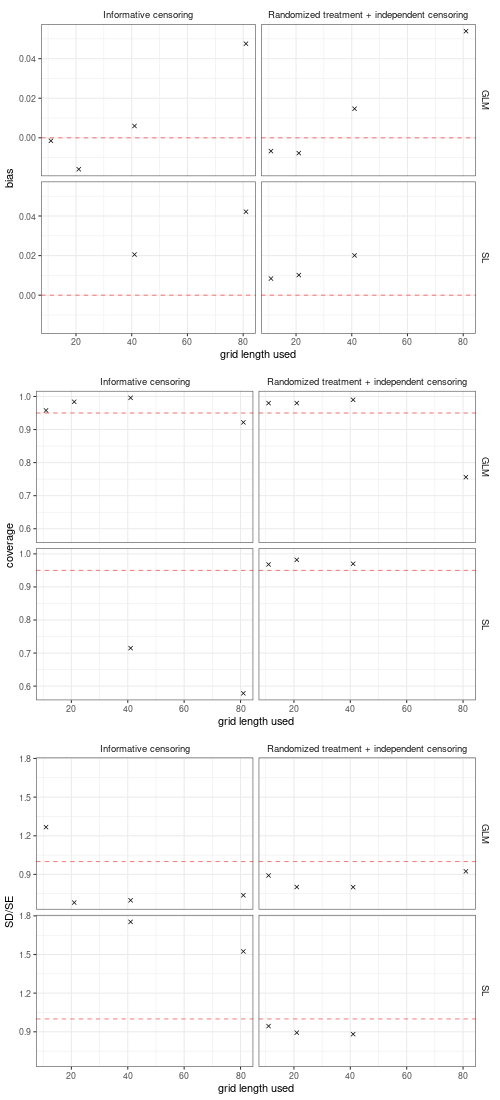 Informative censoring
Randomized treatment + independent censoring
0.04
0.02
0.00
GLM
bias
0.04
0.02
0.00
SL
20 40 60 80 20 40 60 80
grid length used
Informative censoring
Randomized treatment + independent censoring
1.0
0.9
0.8
0.7
0.6
GLM
coverage
1.0
0.9
0.8
0.7
0.6
SL
20 40 60 80 20 40 60 80
grid length used
Informative censoring
Randomized treatment + independent censoring
1.8
1.5
1.2
0.9
GLM
SD/SE
1.8
1.5
1.2
0.9
SL
20 40 60 80 20 40 60 80
grid length used